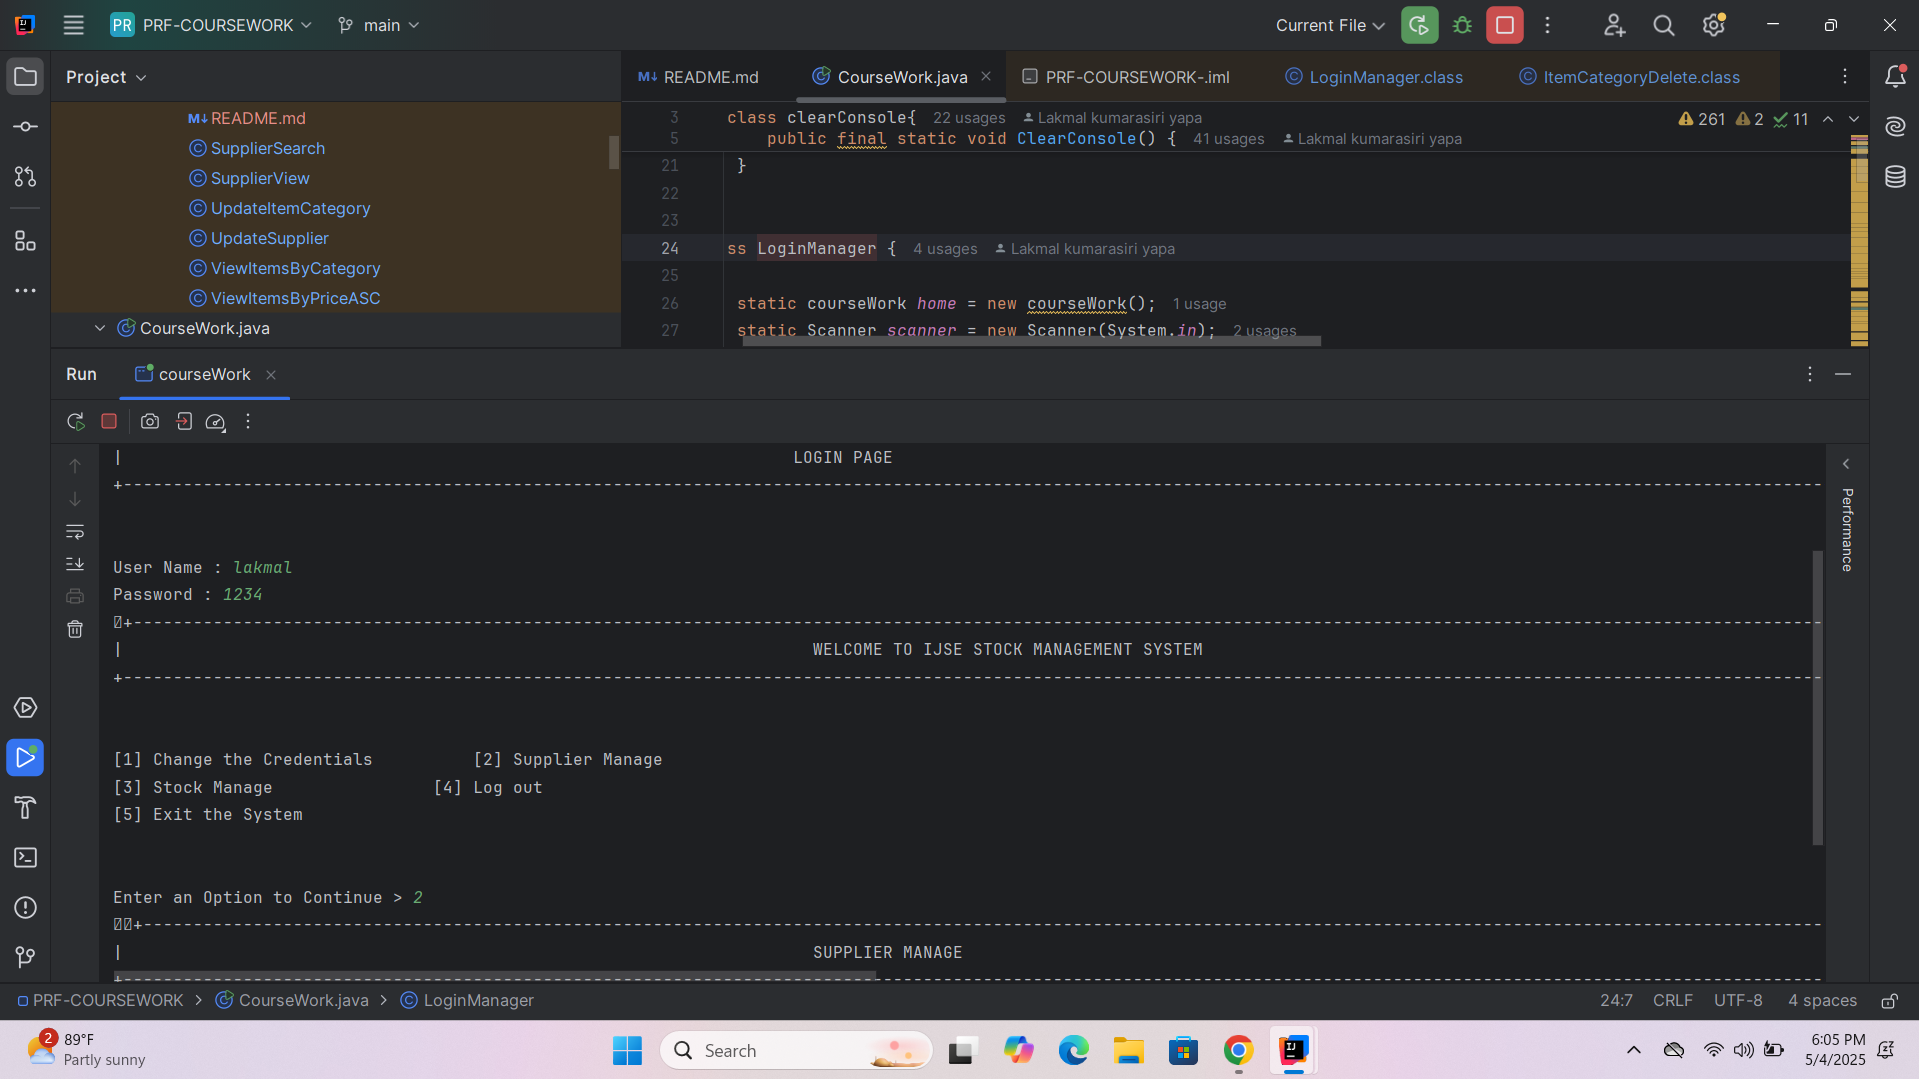 PR PRF-COURSEWORK main Current File
Project
README.md CourseWork.java PRF-COURSEWORK-.iml LoginManager.class ItemCategoryDelete.class
README.md
SupplierSearch
SupplierView
UpdateItemCategory
UpdateSupplier
ViewItemsByCategory
ViewItemsByPriceASC
CourseWork.java
3 class clearConsole{ 22 usages Lakmal kumarasiri yapa
261 2 11
5 public final static void ClearConsole() { 41 usages Lakmal kumarasiri yapa
21 }
22
23
24 ss LoginManager { 4 usages Lakmal kumarasiri yapa
25
26 static courseWork home = new courseWork(); 1 usage
27 static Scanner scanner = new Scanner(System.in); 2 usages
Run courseWork
| LOGIN PAGE
+--------------------------------------------------------------------------------------------------------------------------------------------------------------------------
User Name : lakmal
Password : 1234
+-------------------------------------------------------------------------------------------------------------------------------------------------------------------------
| WELCOME TO IJSE STOCK MANAGEMENT SYSTEM
+--------------------------------------------------------------------------------------------------------------------------------------------------------------------------
[1] Change the Credentials [2] Supplier Manage
[3] Stock Manage [4] Log out
[5] Exit the System
Enter an Option to Continue > 2
+------------------------------------------------------------------------------------------------------------------------------------------------------------------------
| SUPPLIER MANAGE
+--------------------------------------------------------------------------------------------------------------------------------------------------------------------------
Performance
PRF-COURSEWORK > CourseWork.java > LoginManager
24:7 CRLF UTF-8 4 spaces
2
89°F
Partly sunny
Search
6:05 PM
5/4/2025